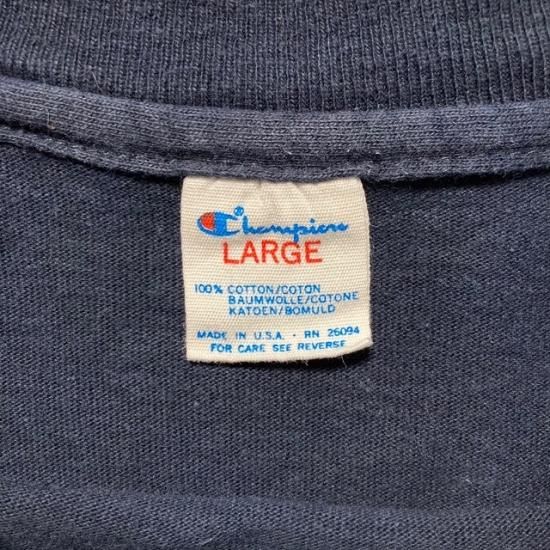 Champion
LARGE
100% COTTON/COTON
BAUMWOLLE/COTONE
KATOEN/BOMULD
MADE IN U.S.A. · RN 26094
FOR CARE SEE REVERSE